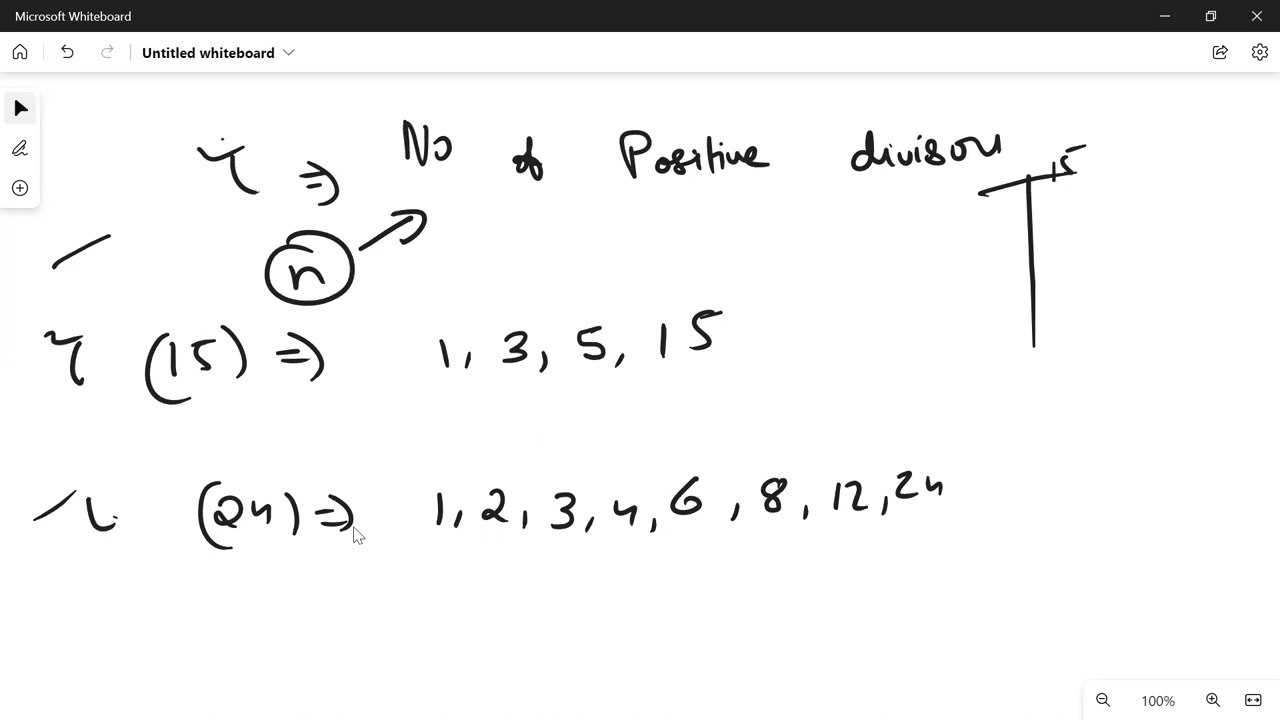 Microsoft Whiteboard
Untitled whiteboard
τ ⇒ No of Positive divisors
15
n
τ (15) ⇒ 1, 3, 5, 15
(24) ⇒ 1, 2, 3, 4, 6, 8, 12, 24
100%